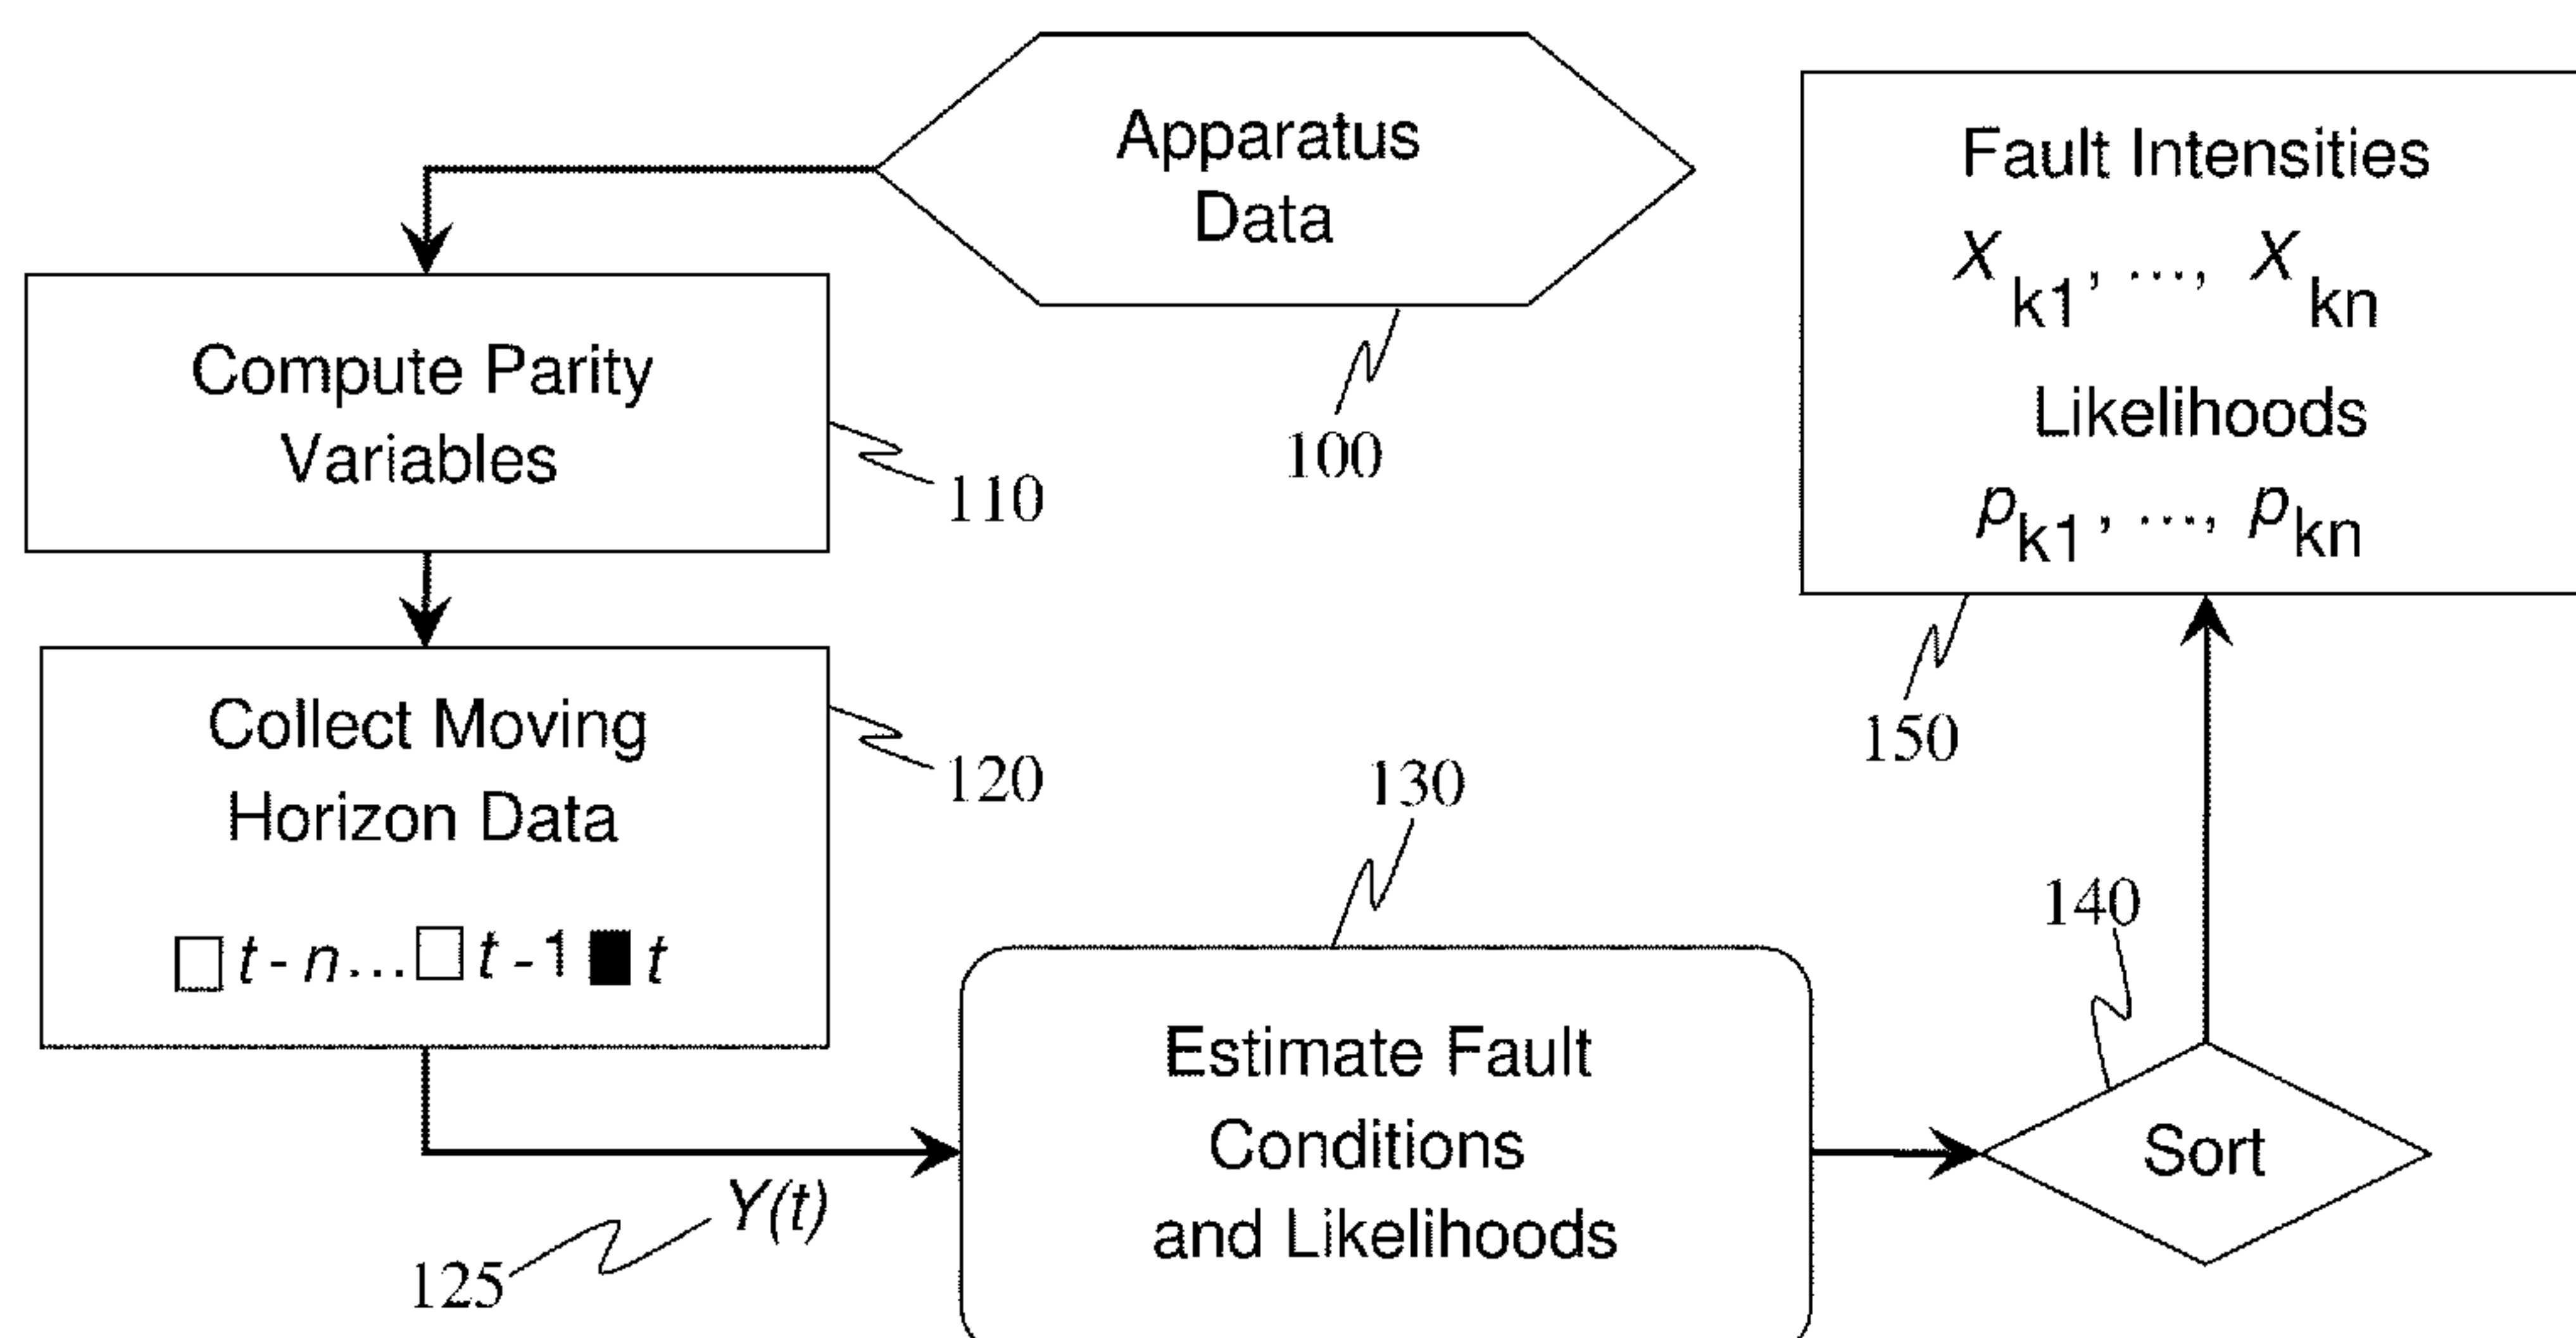 Apparatus
Data
100
Compute Parity
Variables
110
Collect Moving
Horizon Data
□ t - n ... □ t - 1 ■ t
120
Y(t)
125
Estimate Fault
Conditions
and Likelihoods
130
Sort
140
Fault Intensities
X k1, ..., X kn
Likelihoods
p k1, ..., p kn
150